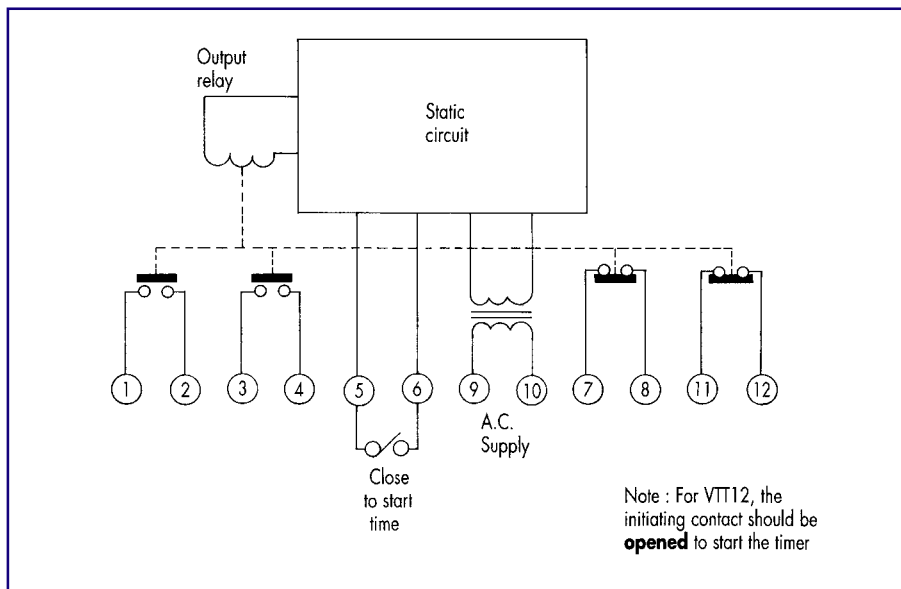 Output
relay
Static
circuit
1 2 3 4 5 6 9 10 7 8 11 12
A.C.
Supply
Close
to start
time
Note : For VTT12, the
initiating contact should be
opened to start the timer